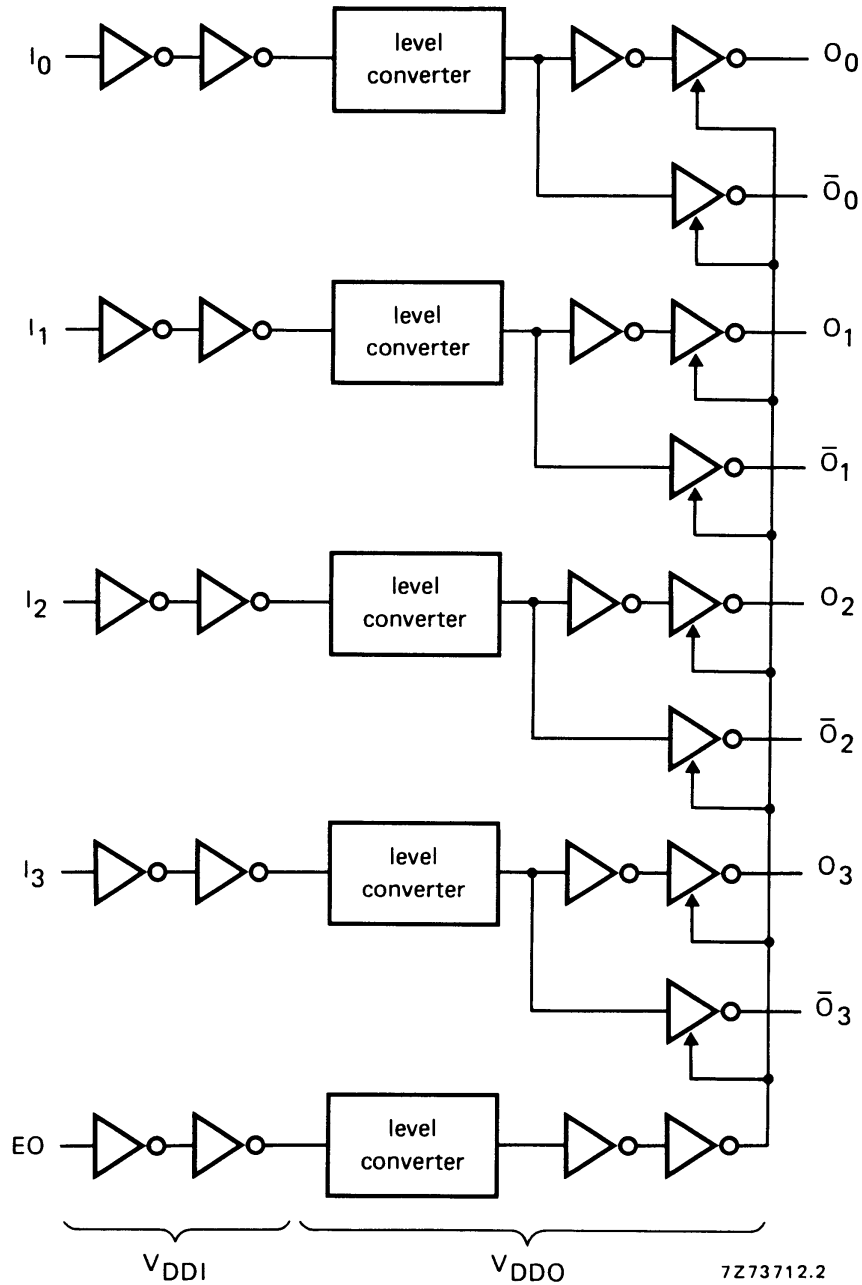 I0 level converter O0
Ō0
I1 level converter O1
Ō1
I2 level converter O2
Ō2
I3 level converter O3
Ō3
EO level converter
VDDI VDDO 7Z73712.2